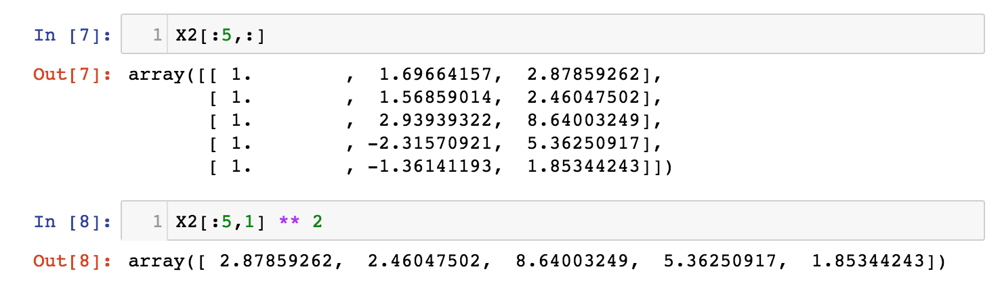 In [7]: 1 X2[:5,:]
Out[7]: array([[ 1.        ,  1.69664157,  2.87859262],
[ 1.        ,  1.56859014,  2.46047502],
[ 1.        ,  2.93939322,  8.64003249],
[ 1.        , -2.31570921,  5.36250917],
[ 1.        , -1.36141193,  1.85344243]])
In [8]: 1 X2[:5,1] ** 2
Out[8]: array([ 2.87859262,  2.46047502,  8.64003249,  5.36250917,  1.85344243])